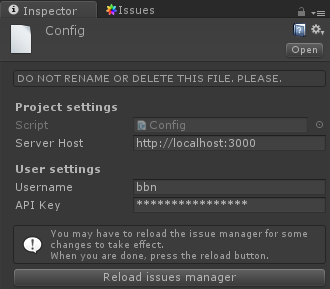 Inspector
Issues
Config
Open
DO NOT RENAME OR DELETE THIS FILE. PLEASE.
Project settings
Script Config
Server Host http://localhost:3000
User settings
Username bbn
API Key ****************
You may have to reload the issue manager for some
changes to take effect.
When you are done, press the reload button.
Reload issues manager